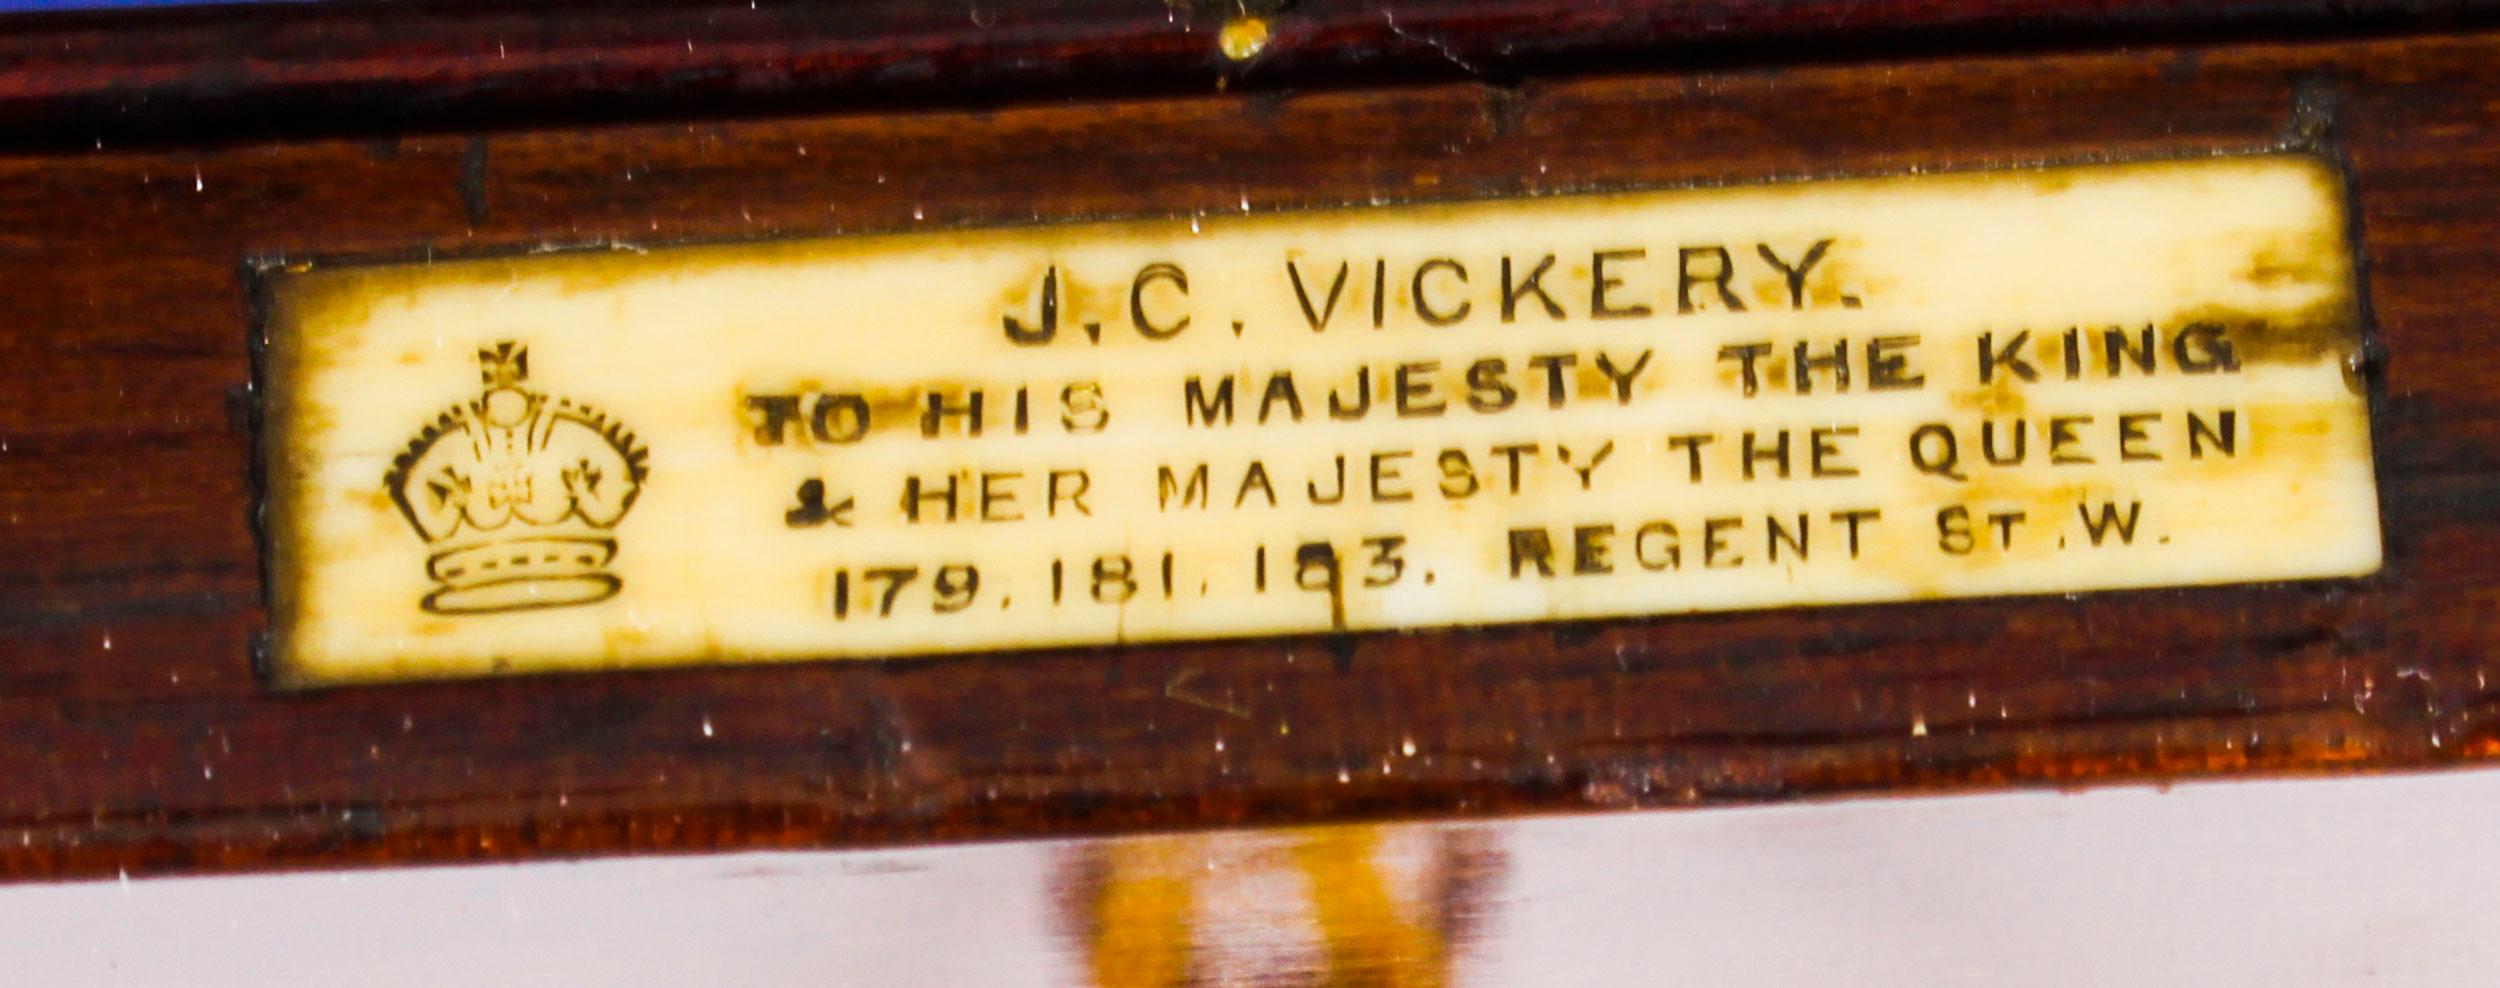 J. C. VICKERY.
TO HIS MAJESTY THE KING
& HER MAJESTY THE QUEEN
179. 181. 183. REGENT ST. W.